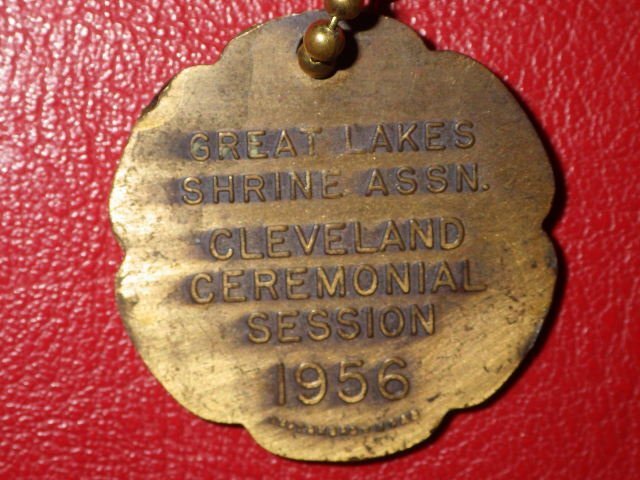 GREAT LAKES
SHRINE ASSN.
CLEVELAND
CEREMONIAL
SESSION
1956